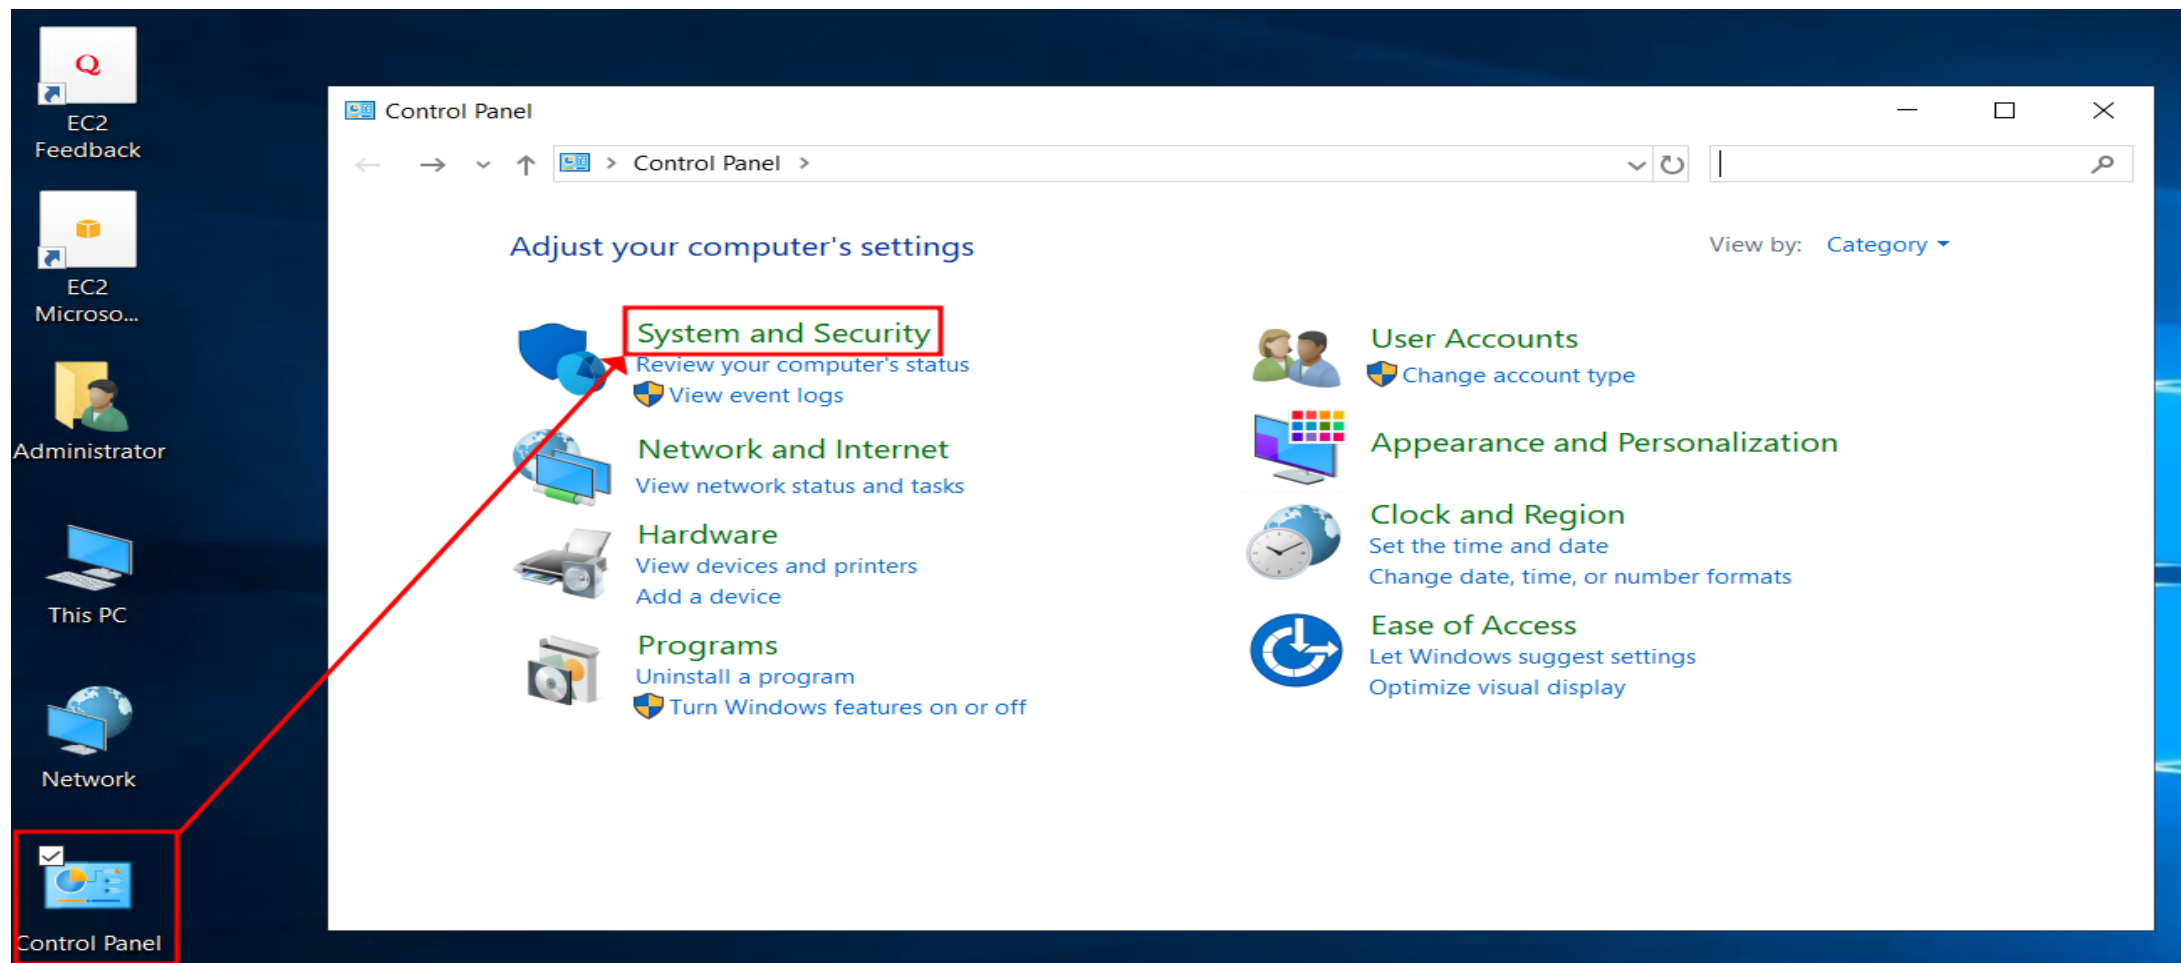 Q
EC2
Feedback
EC2
Microso...
Administrator
This PC
Network
Control Panel
Control Panel
Control Panel
Adjust your computer's settings
View by: Category
System and Security
Review your computer's status
View event logs
Network and Internet
View network status and tasks
Hardware
View devices and printers
Add a device
Programs
Uninstall a program
Turn Windows features on or off
User Accounts
Change account type
Appearance and Personalization
Clock and Region
Set the time and date
Change date, time, or number formats
Ease of Access
Let Windows suggest settings
Optimize visual display